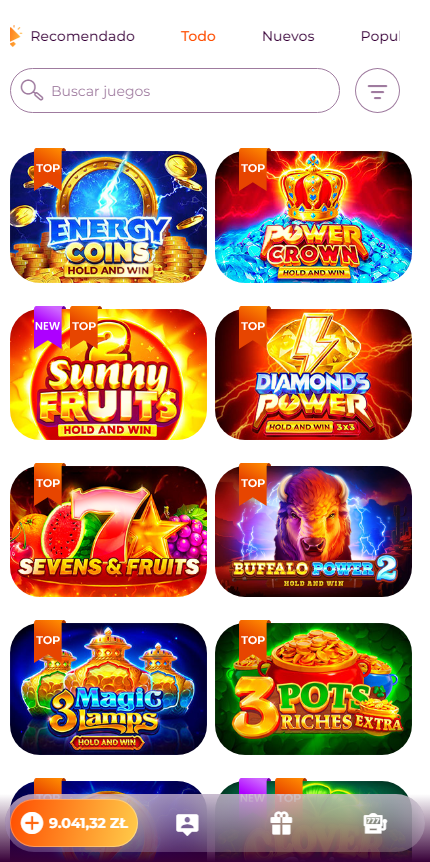 Recomendado Todo Nuevos Popul
Buscar juegos
TOP TOP
ENERGY COINS HOLD AND WIN
POWER CROWN HOLD AND WIN
NEW TOP TOP
2 Sunny FRUITS HOLD AND WIN
DIAMONDS POWER HOLD AND WIN 3X3
TOP TOP
7 SEVENS & FRUITS
BUFFALO POWER 2 HOLD AND WIN
TOP TOP
3 Magic Lamps HOLD AND WIN
3 POTS RICHES EXTRA
TOP NEW TOP
9.041,32 ZŁ
777